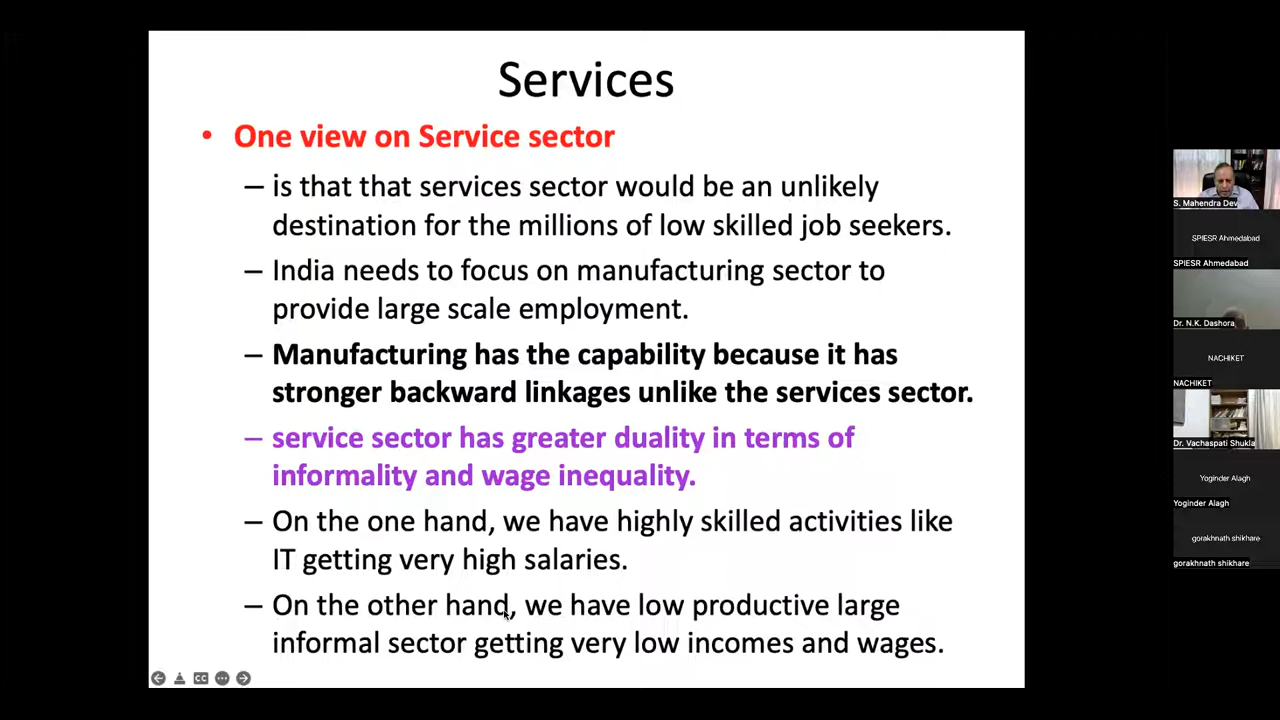 Services
• One view on Service sector
– is that that services sector would be an unlikely
destination for the millions of low skilled job seekers.
– India needs to focus on manufacturing sector to
provide large scale employment.
– Manufacturing has the capability because it has
stronger backward linkages unlike the services sector.
– service sector has greater duality in terms of
informality and wage inequality.
– On the one hand, we have highly skilled activities like
IT getting very high salaries.
– On the other hand, we have low productive large
informal sector getting very low incomes and wages.
CC
S. Mahendra Dev
SPIESR Ahmedabad
SPIESR Ahmedabad
Dr. N.K. Dashora
NACHIKET
NACHIKET
Dr. Vachaspati Shukla
Yoginder Alagh
Yoginder Alagh
gorakhnath shikhare
gorakhnath shikhare